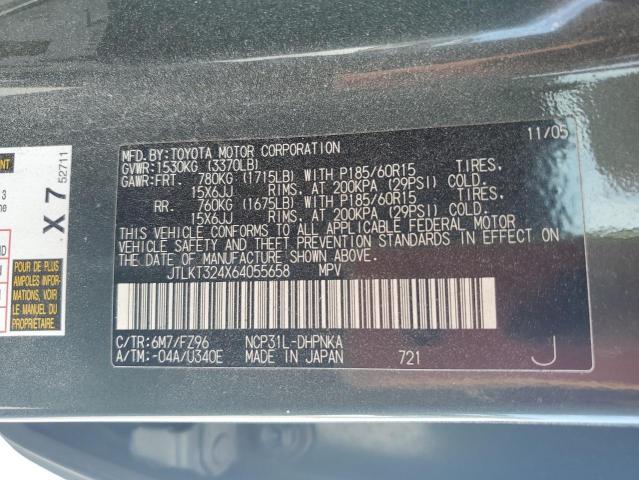 11/05
MFD.BY:TOYOTA MOTOR CORPORATION
GVWR:1530KG (3370LB)
GAWR:FRT. 780KG (1715LB) WITH P185/60R15 TIRES,
15X6JJ RIMS, AT 200KPA (29PSI) COLD,
RR. 760KG (1675LB) WITH P185/60R15 TIRES,
15X6JJ RIMS, AT 200KPA (29PSI) COLD.
THIS VEHICLE CONFORMS TO ALL APPLICABLE FEDERAL MOTOR
VEHICLE SAFETY AND THEFT PREVENTION STANDARDS IN EFFECT ON
THE DATE OF MANUFACTURE SHOWN ABOVE.
JTLKT324X64055658 MPV
C/TR:6M7/FZ96 NCP31L-DHPNKA
A/TM:-04A/U340E MADE IN JAPAN 721 J
X 7
52711
POUR DE PLUS
AMPLES INFOR-
MATIONS, VOIR
LE MANUEL DU
PROPRIÉTAIRE.